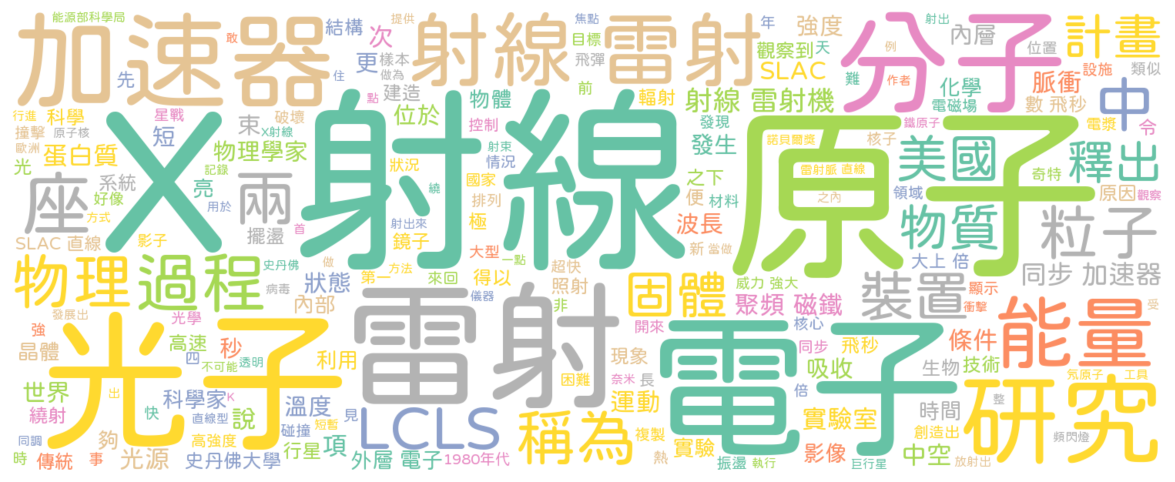 能源部科學局
加速器
敢
先
結構
提供
次
更
焦點
目標
樣本
做為
飛彈
建造
射線雷射
年
強度
觀察到
天
SLAC
前
輻射
射線 雷射機
射出
內層
例
難
作者
分子
位置
計畫
設施
類似
脈衝
化學
電磁場
數 飛秒
中
令
行進
科學
星戰
撞擊
原子核
短
歐洲
光
蛋白質
束
破壞
X射線
物理學家
住
點
位於
物體
控制
射束
狀況
情況
X
射線
發現
發生
諾貝爾獎
核子
鐵原子
電漿
雷射脈
直線
之內
原子
美國
釋出
奇特
領域
原因
觀察
座
系統
亮
好像
記錄
用於
兩
擺盪
繞
國家
排列
極
首
射出來
鏡子
之下
便
材料
波長
新
當做
物質
粒子
大上 倍
同步 加速器
SLAC 直線
方式
影子
物理
過程
史丹佛
病毒
狀態
內部
做
第一
方法
大型
一點
來回
得以
儀器
超快
照射
非
固體
威力 強大
聚頻 磁鐵
裝置
顯示
衝擊
能量
受
發展出
強
晶體
光學
高速
四
不可能
透明
秒
利用
光子
雷射
開來
現象
困難
奈米
長
運動
核心
同步
飛秒
吸收
倍
電子
條件
生物
技術
氖原子
工具
世界
繞射
出
科學家
K
快
直線型
說
溫度
短暫
見
碰撞
LCLS
稱為
複製
熱
實驗
實驗室
時間
創造出
整
研究
頻閃燈
同調
時
傳統
事
夠
光源
高強度
史丹佛大學
行星
項
外層 電子
1980年代
振盪
執行
影像
巨行星
中空
放射出